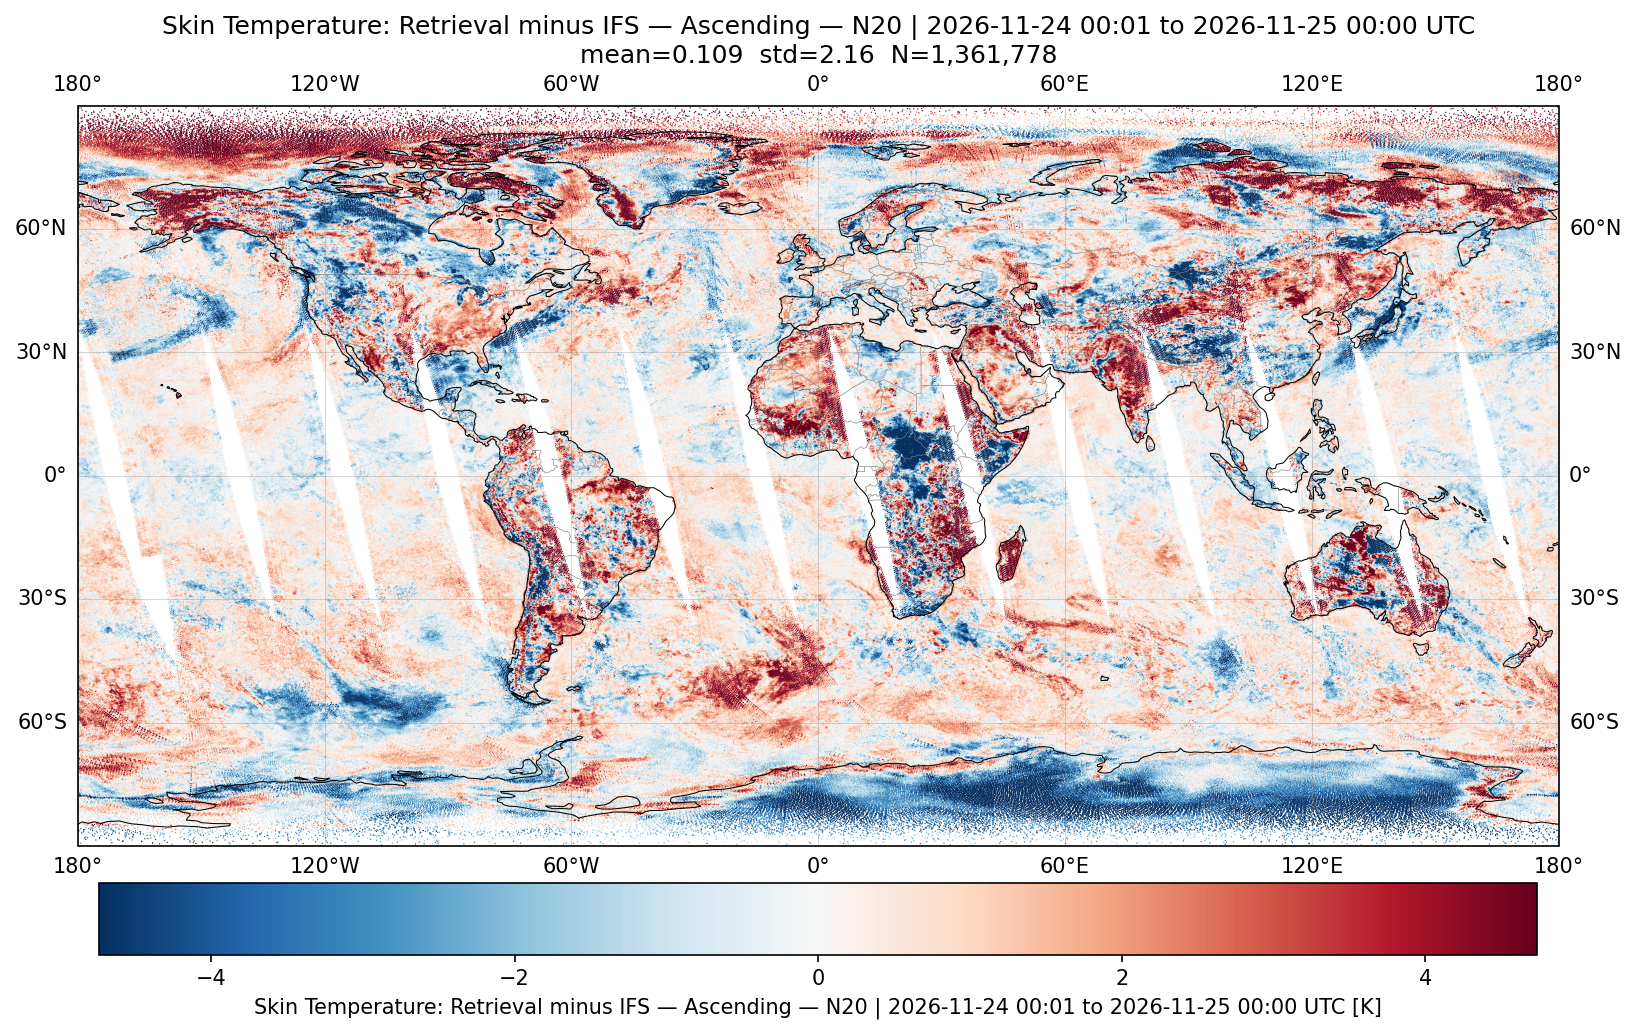 Skin Temperature: Retrieval minus IFS — Ascending — N20 | 2026-11-24 00:01 to 2026-11-25 00:00 UTC
mean=0.109  std=2.16  N=1,361,778
180° 120°W 60°W 0° 60°E 120°E 180°
60°N 60°N
30°N 30°N
0° 0°
30°S 30°S
60°S 60°S
180° 120°W 60°W 0° 60°E 120°E 180°
−4 −2 0 2 4
Skin Temperature: Retrieval minus IFS — Ascending — N20 | 2026-11-24 00:01 to 2026-11-25 00:00 UTC [K]